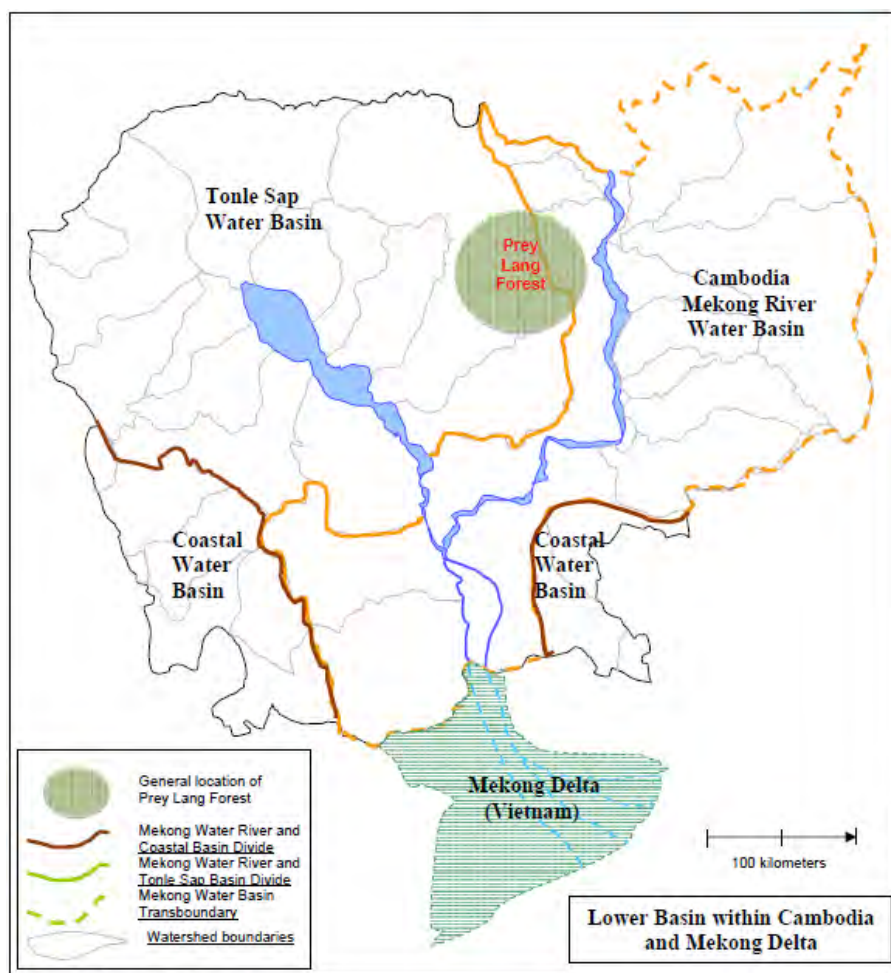 Tonle Sap
Water Basin
Prey
Lang
Forest
Cambodia
Mekong River
Water Basin
Coastal
Water
Basin
Coastal
Water
Basin
Mekong Delta
(Vietnam)
General location of
Prey Lang Forest
Mekong Water River and
Coastal Basin Divide
Mekong Water River and
Tonle Sap Basin Divide
Mekong Water Basin
Transboundary
Watershed boundaries
100 kilometers
Lower Basin within Cambodia
and Mekong Delta